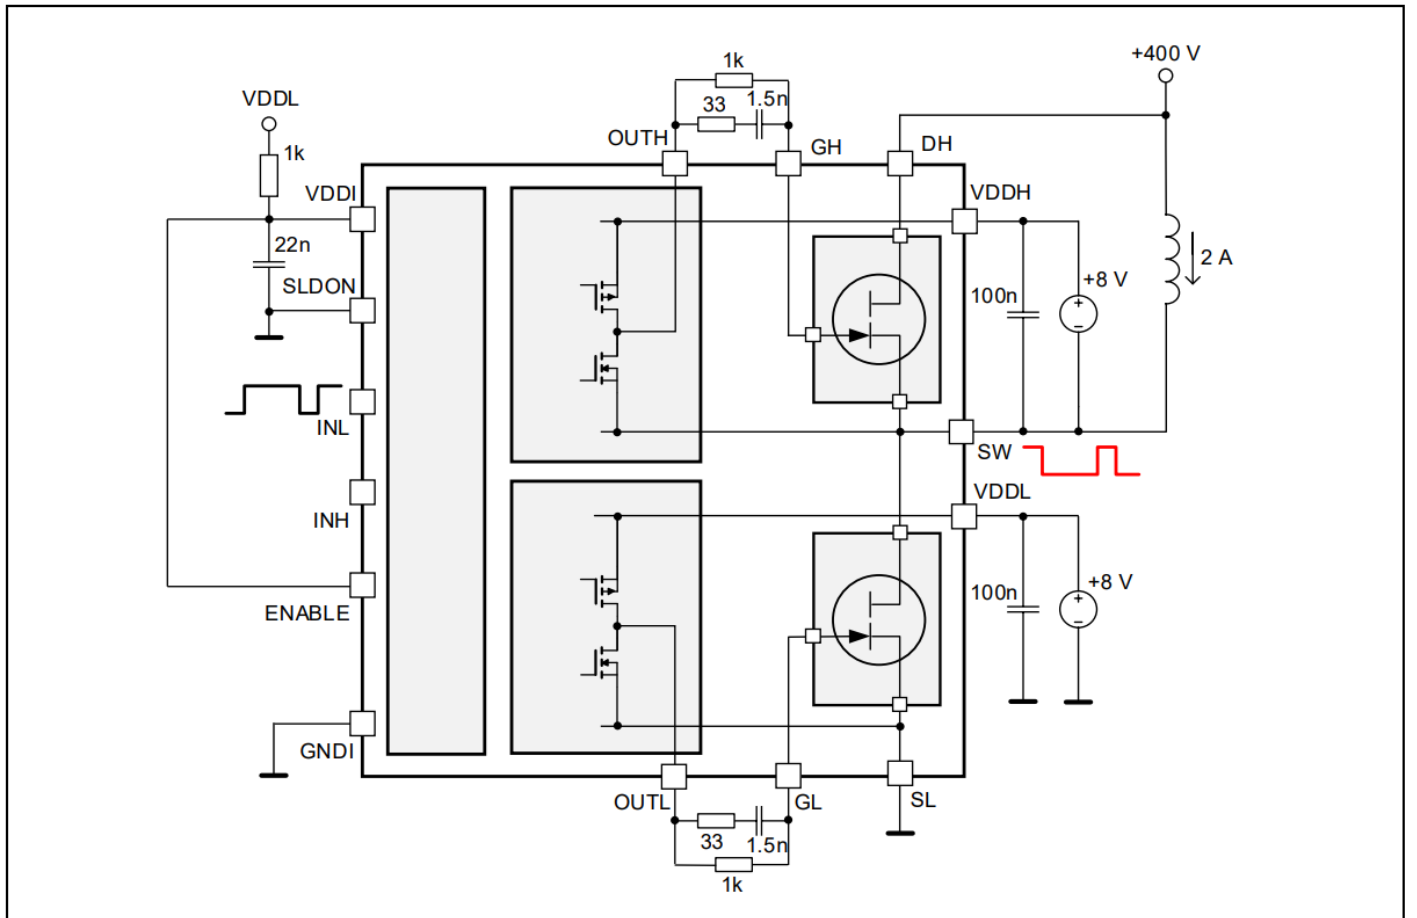 +400 V
1k
33
1.5n
VDDL
OUTH
GH
DH
1k
VDDI
VDDH
22n
SLDON
100n
+8 V
+
−
2 A
INL
SW
VDDL
INH
ENABLE
100n
+8 V
+
−
GNDI
OUTL
GL
SL
33
1.5n
1k